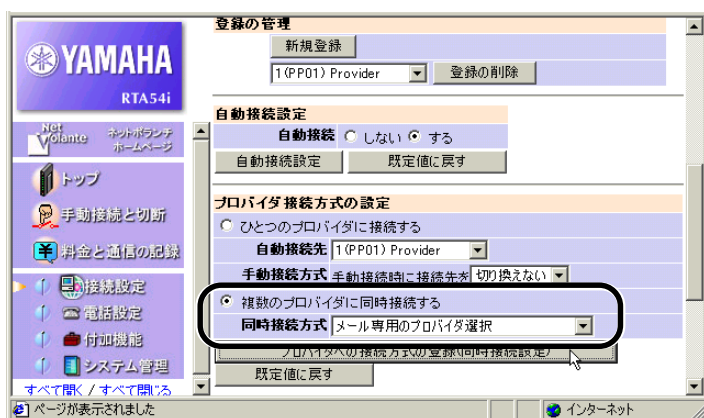 YAMAHA
RTA54i
Net Volante ネットボランチ ホームページ
トップ
手動接続と切断
料金と通信の記録
接続設定
電話設定
付加機能
システム管理
すべて開く / すべて閉じる
登録の管理
新規登録
1(PP01) Provider 登録の削除
自動接続設定
自動接続 しない する
自動接続設定 既定値に戻す
プロバイダ接続方式の設定
ひとつのプロバイダに接続する
自動接続先 1(PP01) Provider
手動接続方式 手動接続時に接続先を 切り換えない
複数のプロバイダに同時接続する
同時接続方式 メール専用のプロバイダ選択
プロバイダへの接続方式の登録(同時接続設定)
既定値に戻す
ページが表示されました インターネット